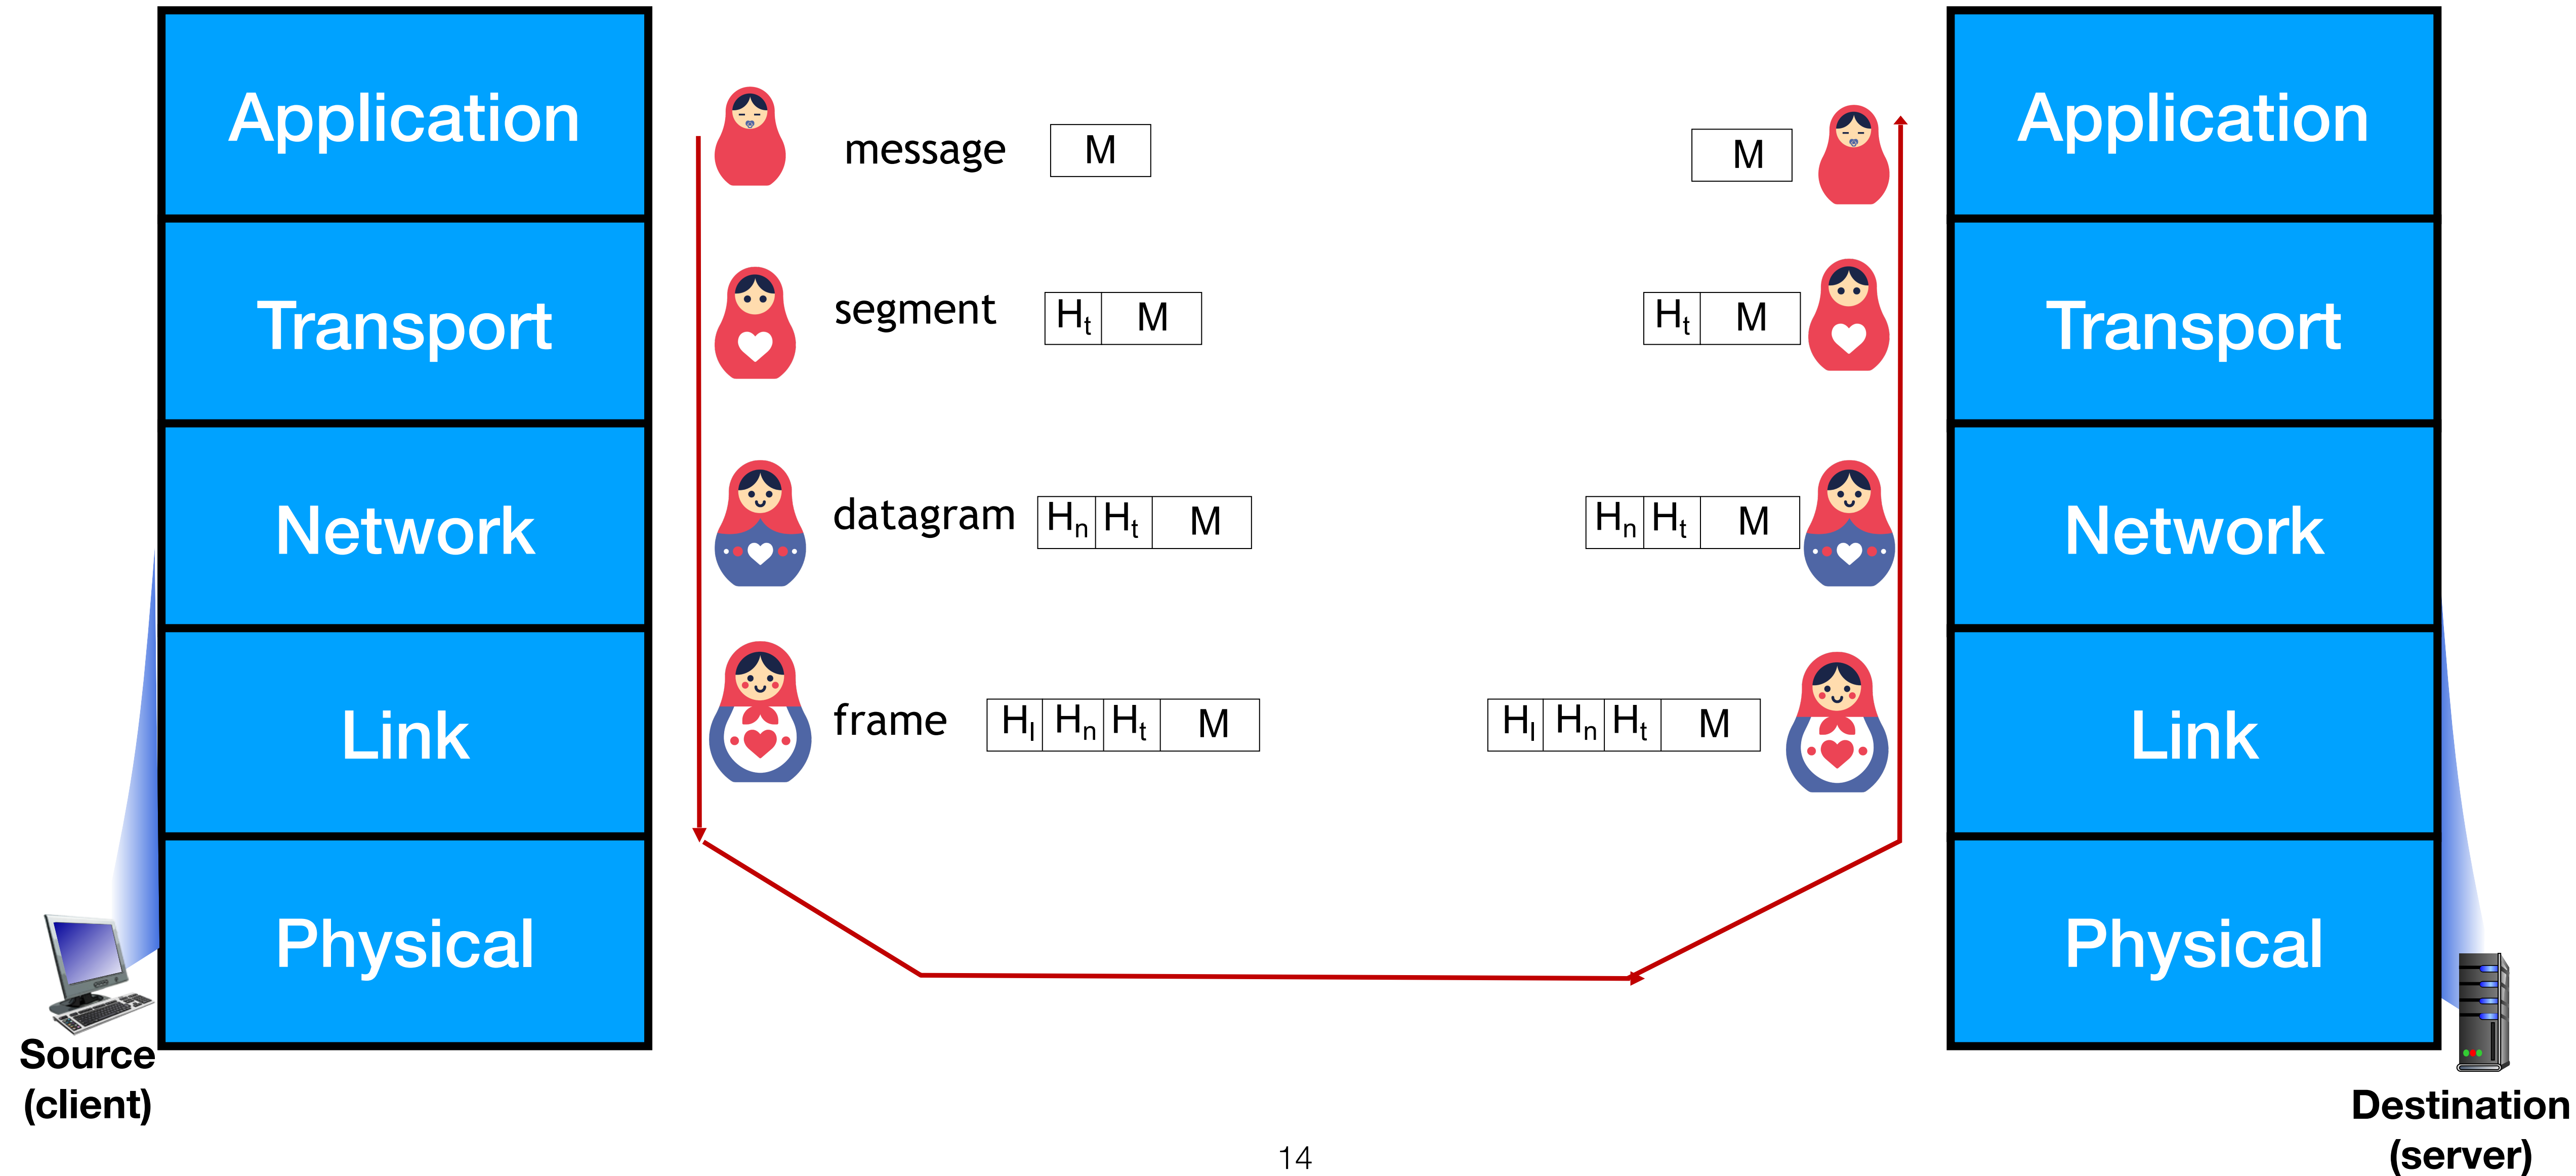 Application
Transport
Network
Link
Physical
Source
(client)
message M
segment Ht M
datagram Hn Ht M
frame Hl Hn Ht M
M
Ht M
Hn Ht M
Hl Hn Ht M
Application
Transport
Network
Link
Physical
Destination
(server)
14